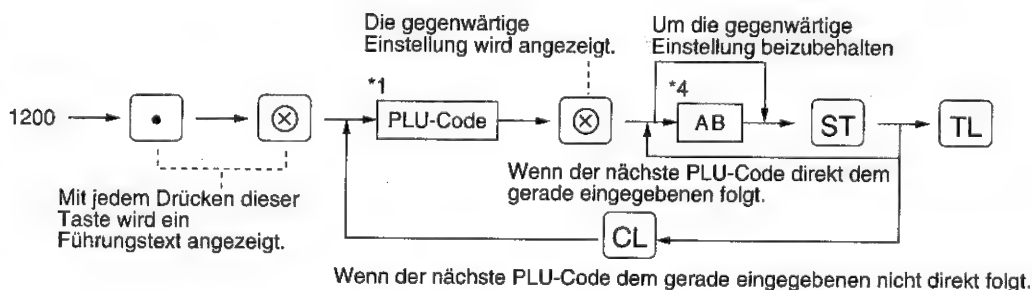 Die gegenwärtige
Einstellung wird angezeigt.
Um die gegenwärtige
Einstellung beizubehalten
*1
*4
1200
•
⊗
PLU-Code
⊗
AB
ST
TL
Mit jedem Drücken dieser
Taste wird ein
Führungstext angezeigt.
Wenn der nächste PLU-Code direkt dem
gerade eingegebenen folgt.
CL
Wenn der nächste PLU-Code dem gerade eingegebenen nicht direkt folgt.